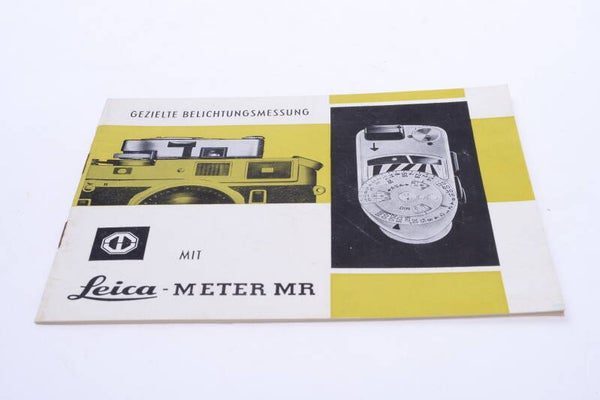 GEZIELTE BELICHTUNGSMESSUNG
MIT
Leica - METER MR